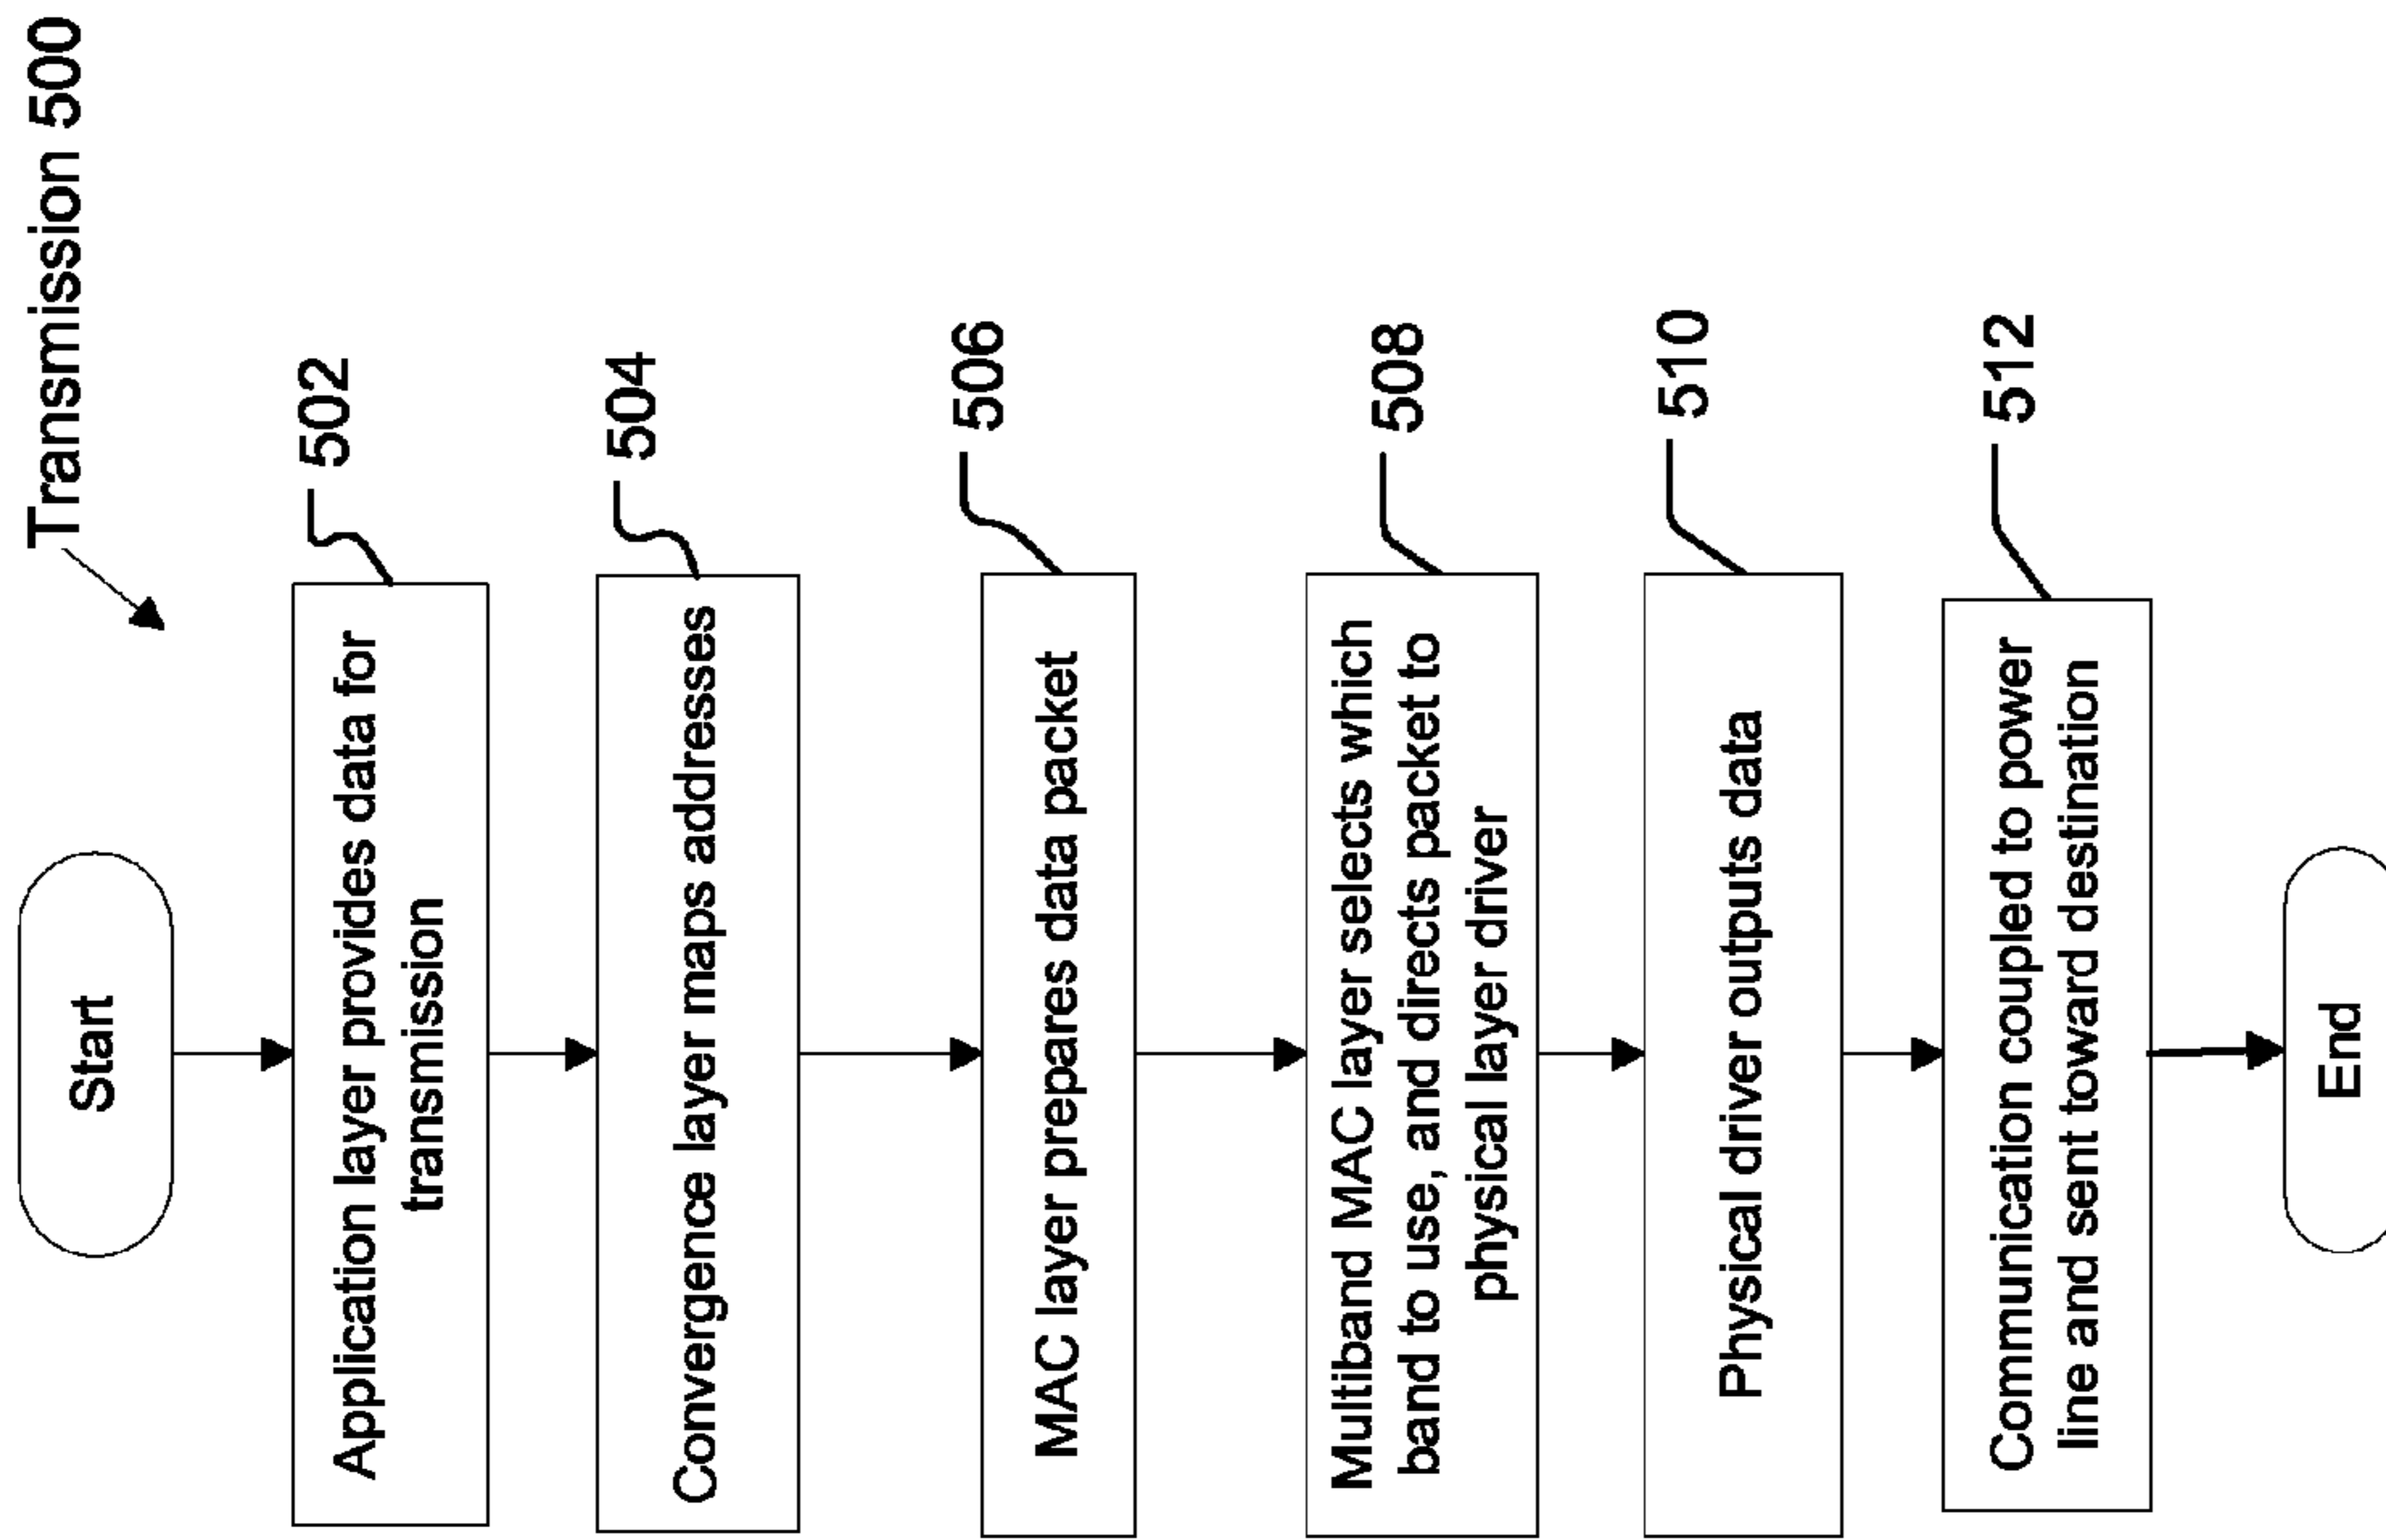 Transmission 500
Start
Application layer provides data for
transmission
502
Convergence layer maps addresses
504
MAC layer prepares data packet
506
Multiband MAC layer selects which
band to use, and directs packet to
physical layer driver
508
Physical driver outputs data
510
Communication coupled to power
line and sent toward destination
512
End